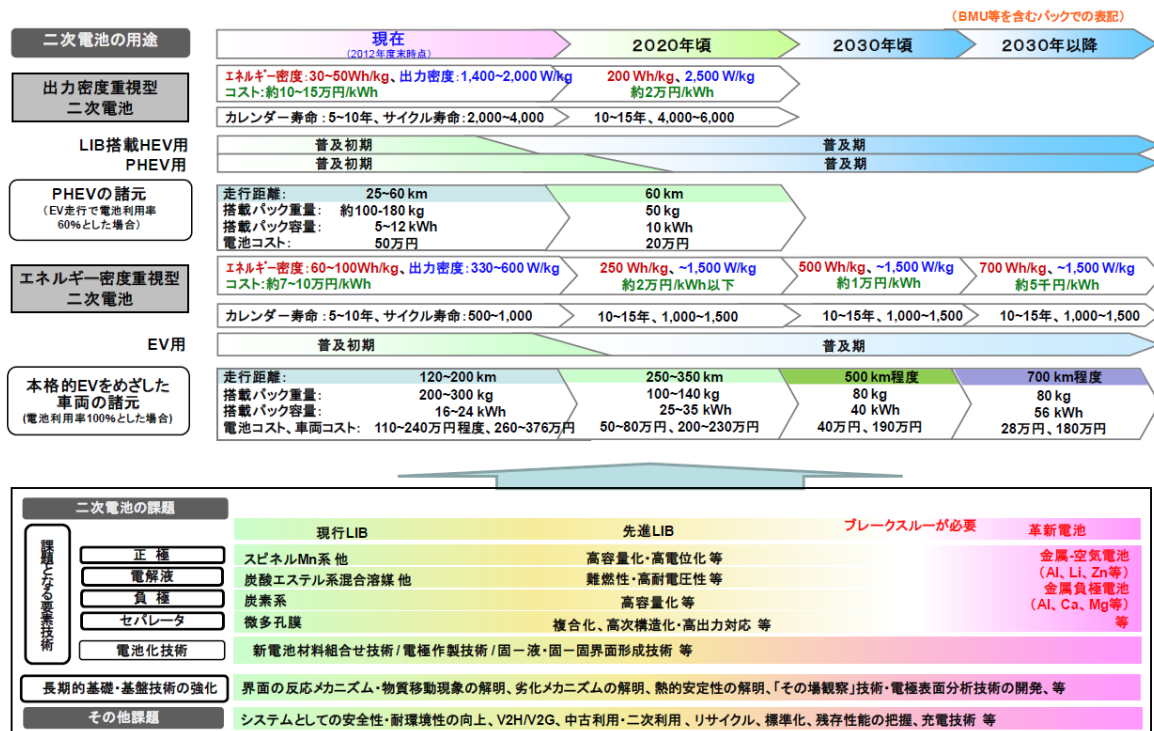 (BMU等を含むパックでの表記)
二次電池の用途
現在
(2012年度末時点)
2020年頃
2030年頃
2030年以降
出力密度重視型
二次電池
エネルギー密度:30~50Wh/kg、出力密度:1,400~2,000 W/kg
コスト:約10~15万円/kWh
200 Wh/kg、2,500 W/kg
約2万円/kWh
カレンダー寿命:5~10年、サイクル寿命:2,000~4,000
10~15年、4,000~6,000
LIB搭載HEV用
普及初期
普及期
PHEV用
普及初期
普及期
PHEVの諸元
(EV走行で電池利用率
60%とした場合)
走行距離: 25~60 km
60 km
搭載パック重量: 約100-180 kg
50 kg
搭載パック容量: 5~12 kWh
10 kWh
電池コスト: 50万円
20万円
エネルギー密度重視型
二次電池
エネルギー密度:60~100Wh/kg、出力密度:330~600 W/kg
コスト:約7~10万円/kWh
250 Wh/kg、~1,500 W/kg
約2万円/kWh以下
500 Wh/kg、~1,500 W/kg
約1万円/kWh
700 Wh/kg、~1,500 W/kg
約5千円/kWh
カレンダー寿命:5~10年、サイクル寿命:500~1,000
10~15年、1,000~1,500
10~15年、1,000~1,500
10~15年、1,000~1,500
EV用
普及初期
普及期
本格的EVをめざした
車両の諸元
(電池利用率100%とした場合)
走行距離: 120~200 km
250~350 km
500 km程度
700 km程度
搭載パック重量: 200~300 kg
100~140 kg
80 kg
80 kg
搭載パック容量: 16~24 kWh
25~35 kWh
40 kWh
56 kWh
電池コスト、車両コスト: 110~240万円程度、260~376万円
50~80万円、200~230万円
40万円、190万円
28万円、180万円
二次電池の課題
現行LIB
先進LIB
ブレークスルーが必要
革新電池
課題となる要素技術
正極
スピネルMn系 他
高容量化・高電位化 等
電解液
炭酸エステル系混合溶媒 他
難燃性・高耐電圧性 等
負極
炭素系
高容量化 等
セパレータ
微多孔膜
複合化、高次構造化・高出力対応 等
金属-空気電池
(Al、Li、Zn等)
金属負極電池
(Al、Ca、Mg等)
等
電池化技術
新電池材料組合せ技術/電極作製技術/固ー液・固ー固界面形成技術 等
長期的基礎・基盤技術の強化
界面の反応メカニズム・物質移動現象の解明、劣化メカニズムの解明、熱的安定性の解明、「その場観察」技術・電極表面分析技術の開発、等
その他課題
システムとしての安全性・耐環境性の向上、V2H/V2G、中古利用・二次利用、リサイクル、標準化、残存性能の把握、充電技術 等